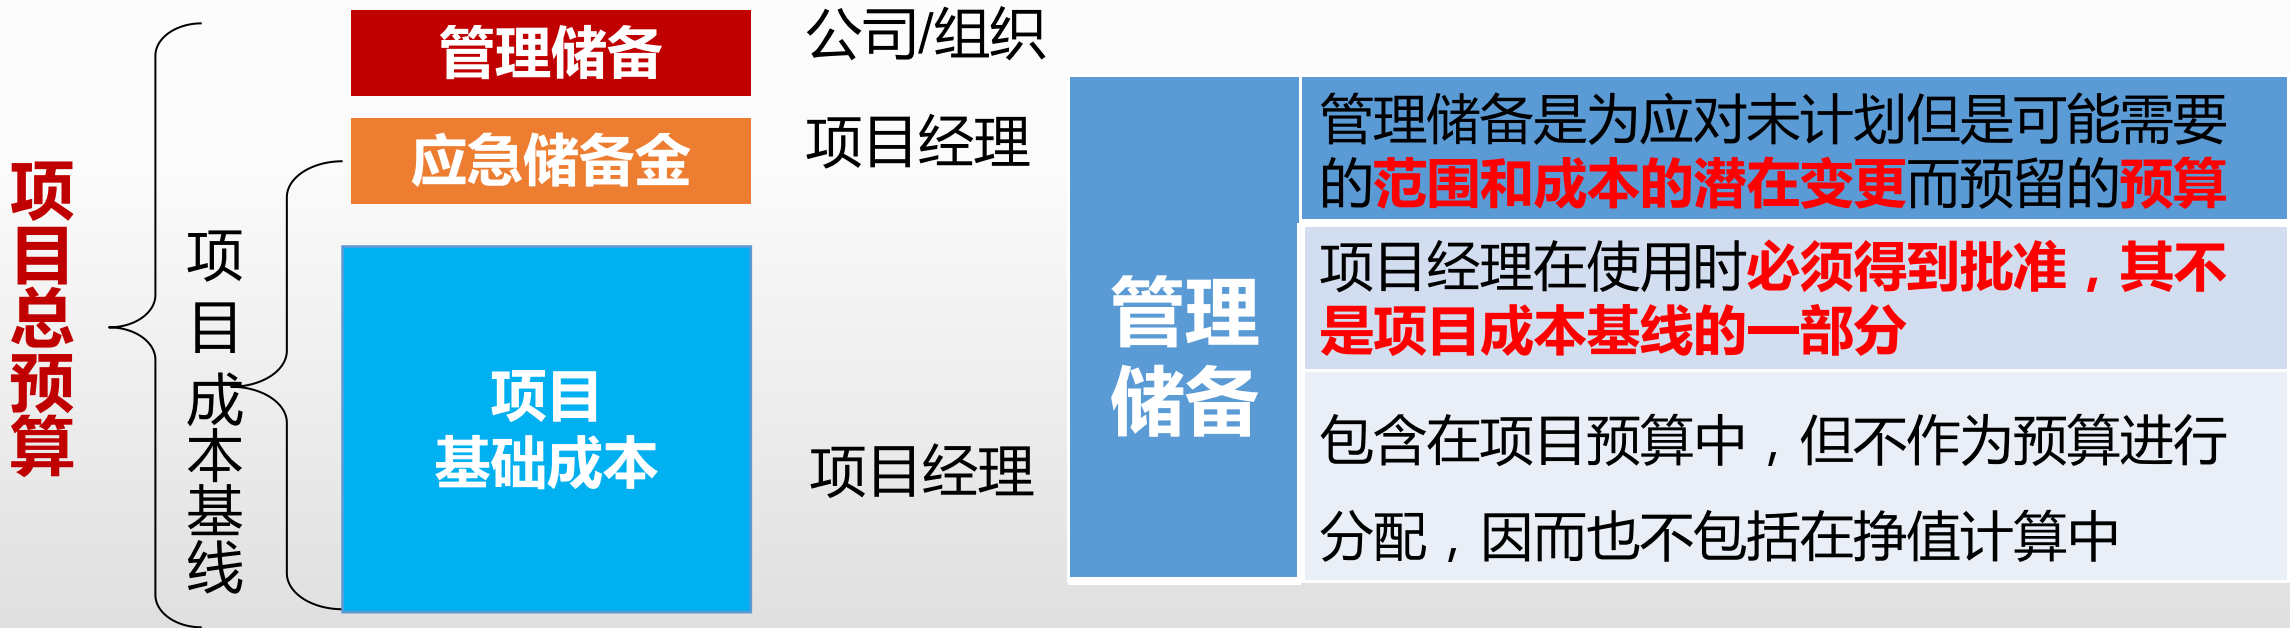 项目总预算
项目成本基线
管理储备
公司/组织
应急储备金
项目经理
项目
基础成本
项目经理
管理
储备
管理储备是为应对未计划但是可能需要
的范围和成本的潜在变更而预留的预算
项目经理在使用时必须得到批准，其不
是项目成本基线的一部分
包含在项目预算中，但不作为预算进行
分配，因而也不包括在挣值计算中